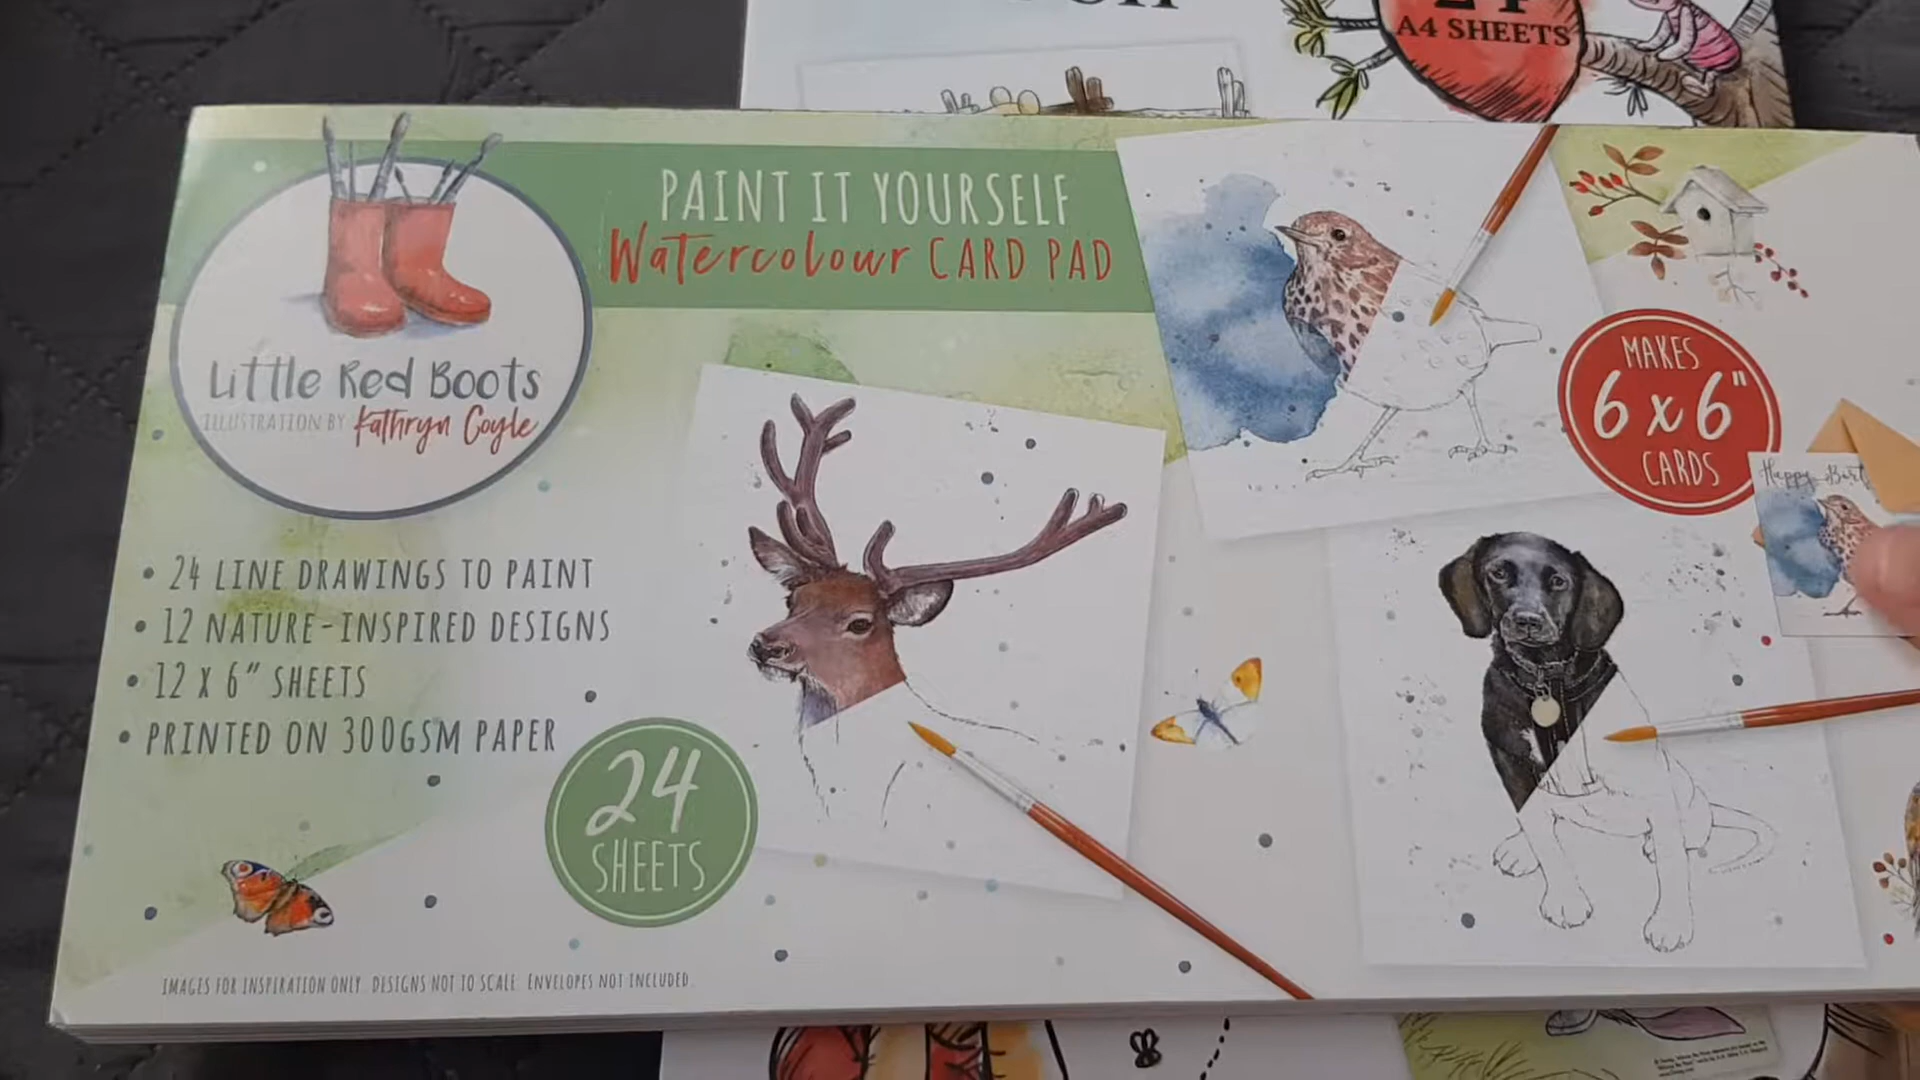 A4 SHEETS
PAINT IT YOURSELF
Watercolour CARD PAD
Little Red Boots
ILLUSTRATION BY Kathryn Coyle
MAKES
6 x 6"
CARDS
Happy
• 24 LINE DRAWINGS TO PAINT
• 12 NATURE-INSPIRED DESIGNS
• 12 X 6" SHEETS
• PRINTED ON 300GSM PAPER
24
SHEETS
IMAGES FOR INSPIRATION ONLY. DESIGNS NOT TO SCALE. ENVELOPES NOT INCLUDED.